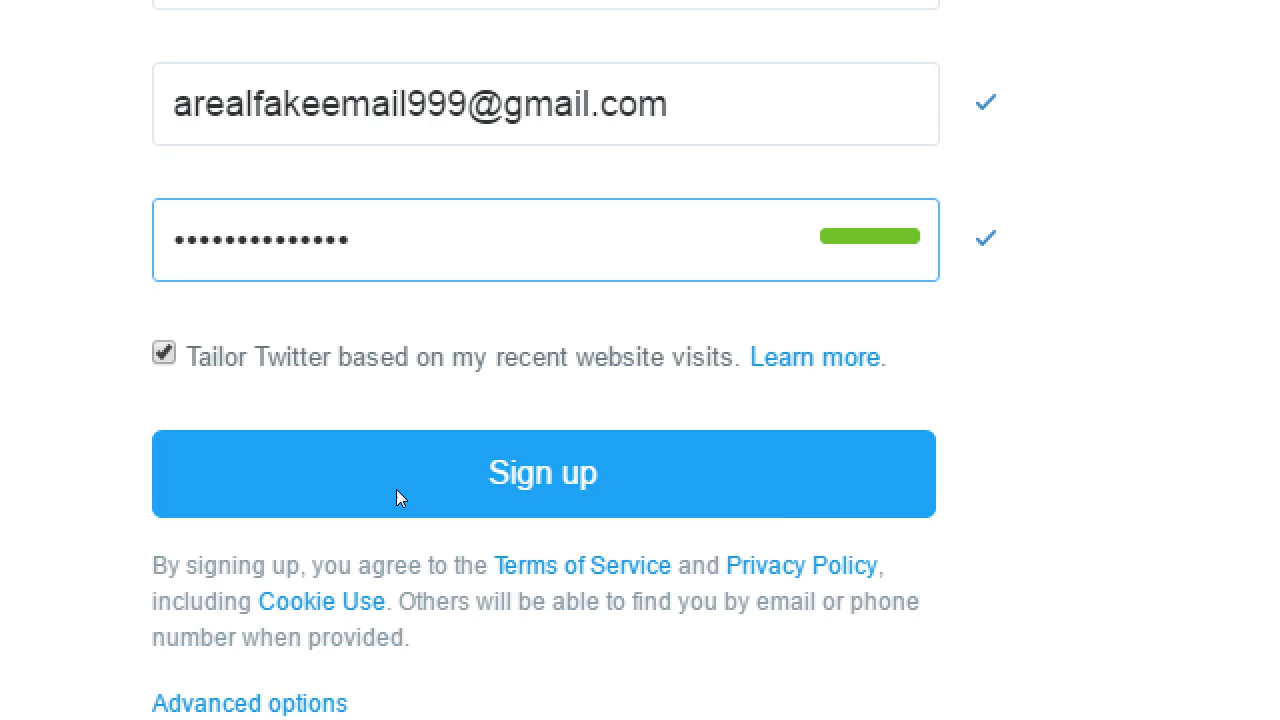 arealfakeemail999@gmail.com
••••••••••••••
Tailor Twitter based on my recent website visits. Learn more.
Sign up
By signing up, you agree to the Terms of Service and Privacy Policy,
including Cookie Use. Others will be able to find you by email or phone
number when provided.
Advanced options